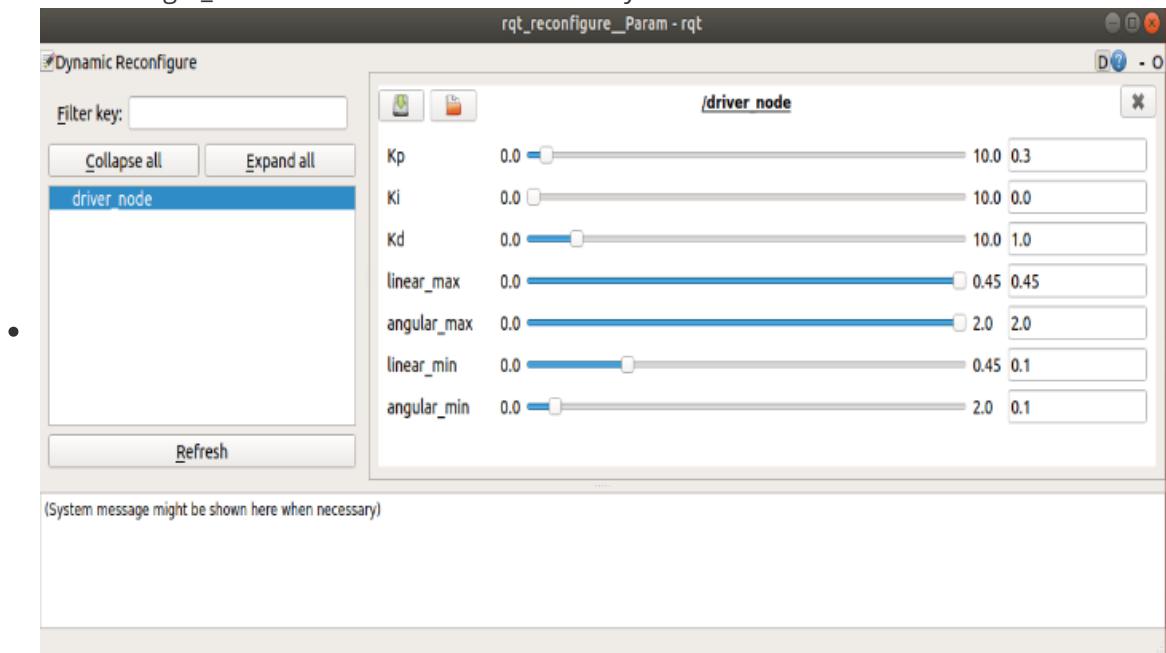 rqt_reconfigure__Param - rqt
Dynamic Reconfigure
D - O
Filter key:
/driver_node
Collapse all Expand all
driver_node
Kp 0.0 10.0 0.3
Ki 0.0 10.0 0.0
Kd 0.0 10.0 1.0
linear_max 0.0 0.45 0.45
angular_max 0.0 2.0 2.0
linear_min 0.0 0.45 0.1
angular_min 0.0 2.0 0.1
Refresh
(System message might be shown here when necessary)